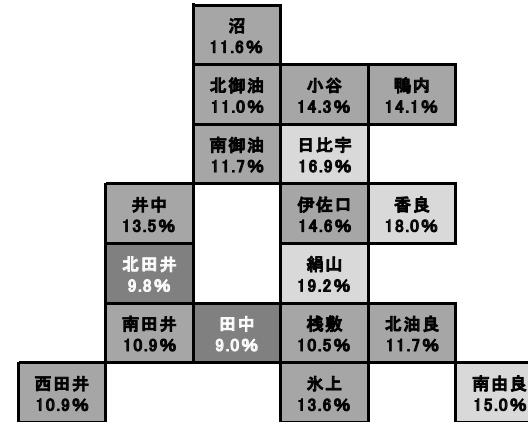 沼
11.6%
北御油
11.0%
小谷
14.3%
鴨内
14.1%
南御油
11.7%
日比宇
16.9%
井中
13.5%
伊佐口
14.6%
香良
18.0%
北田井
9.8%
絹山
19.2%
南田井
10.9%
田中
9.0%
桟敷
10.5%
北油良
11.7%
西田井
10.9%
氷上
13.6%
南由良
15.0%